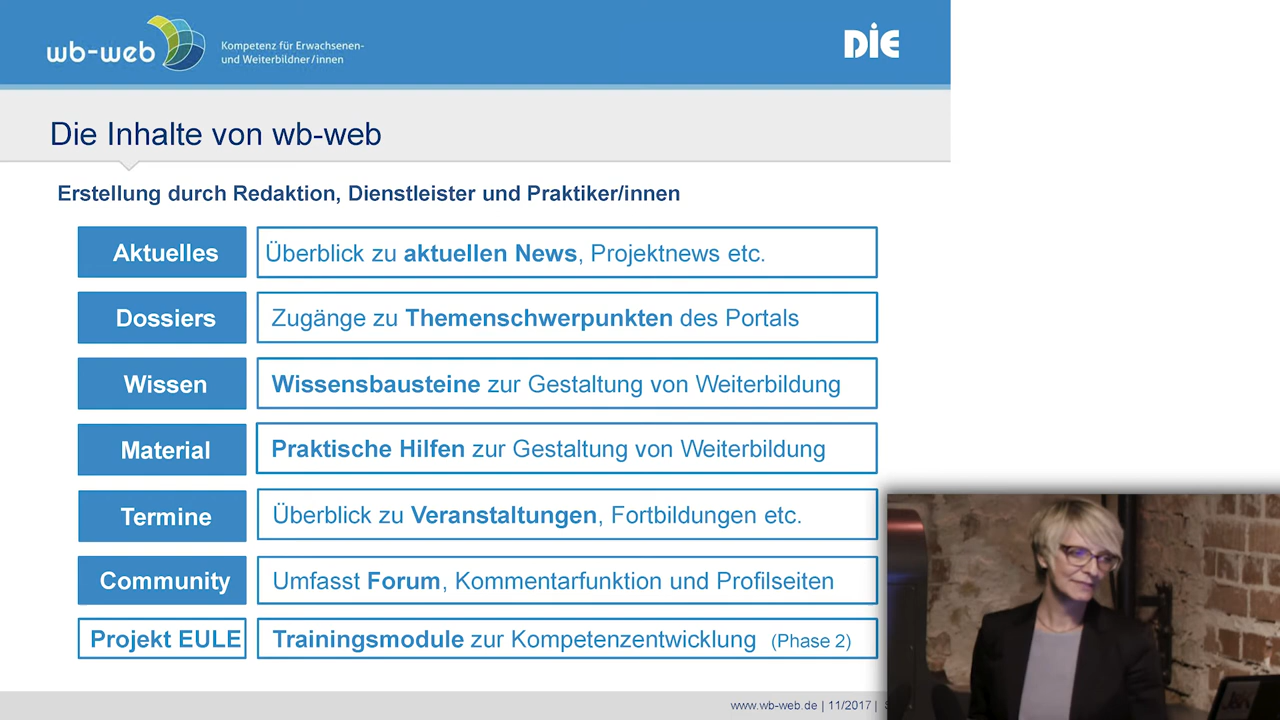 wb-web
Kompetenz für Erwachsenen-
und Weiterbildner/innen
DIE
Die Inhalte von wb-web
Erstellung durch Redaktion, Dienstleister und Praktiker/innen
Aktuelles
Überblick zu aktuellen News, Projektnews etc.
Dossiers
Zugänge zu Themenschwerpunkten des Portals
Wissen
Wissensbausteine zur Gestaltung von Weiterbildung
Material
Praktische Hilfen zur Gestaltung von Weiterbildung
Termine
Überblick zu Veranstaltungen, Fortbildungen etc.
Community
Umfasst Forum, Kommentarfunktion und Profilseiten
Projekt EULE
Trainingsmodule zur Kompetenzentwicklung (Phase 2)
www.wb-web.de | 11/2017 |